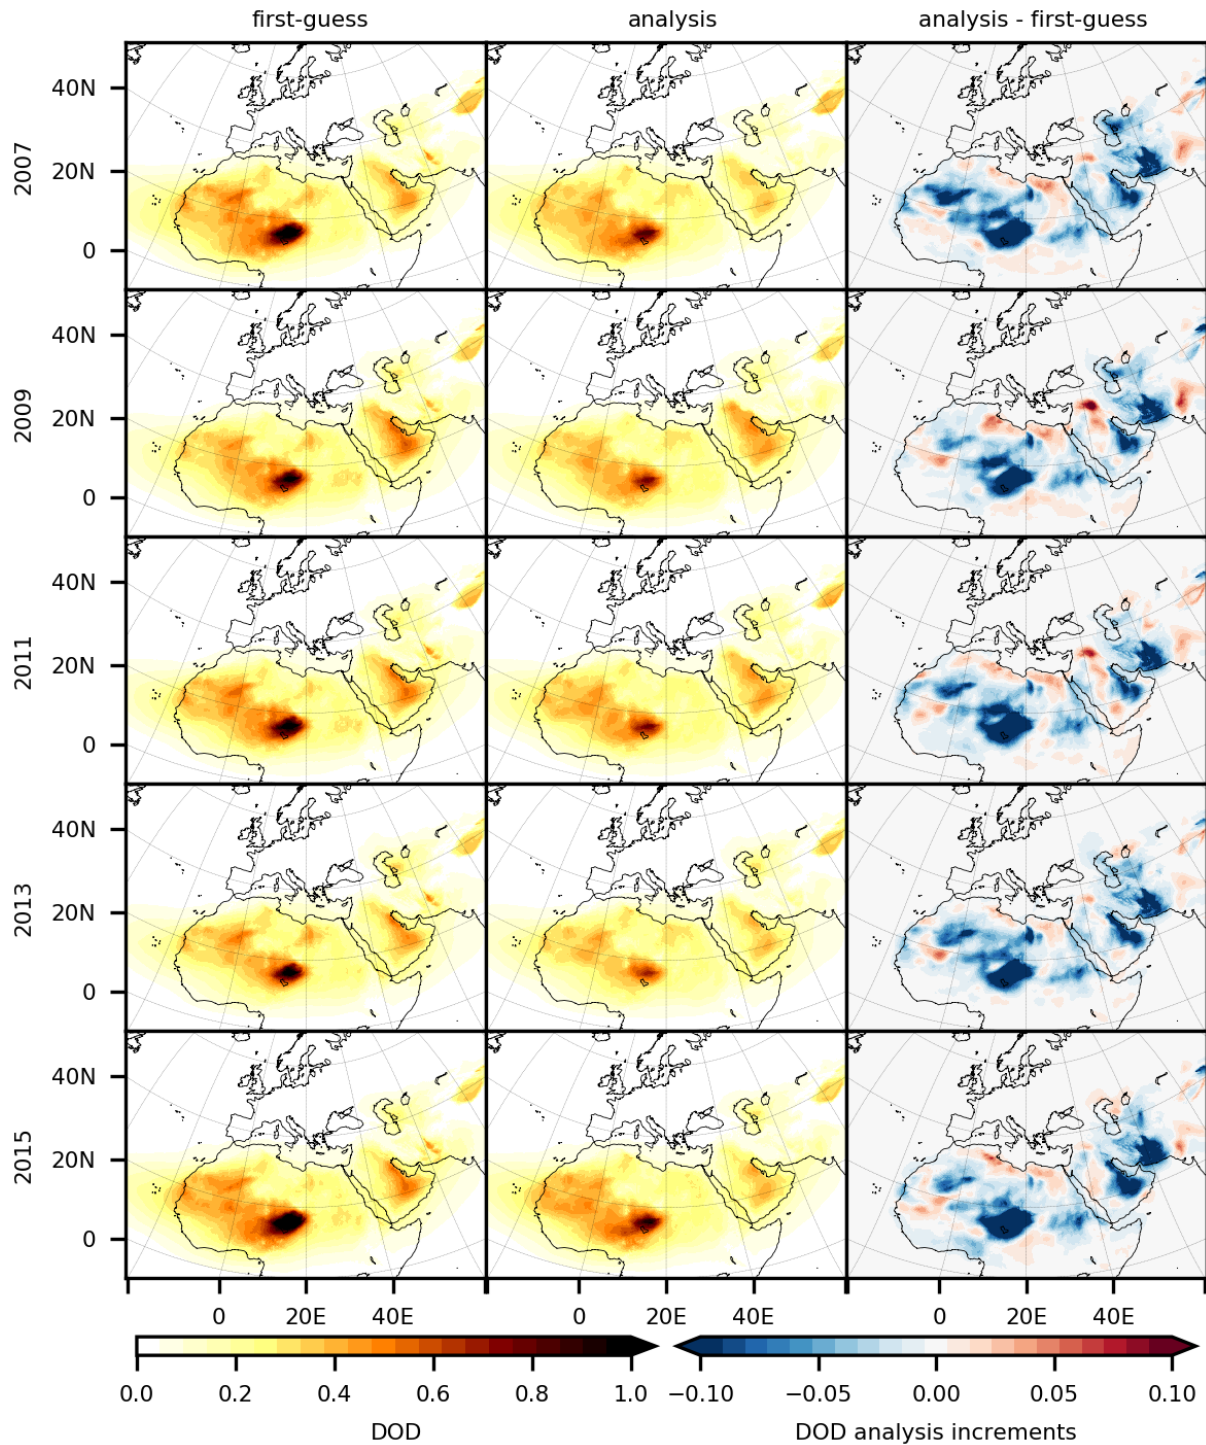 first-guess analysis analysis - first-guess
40N
20N
0
2007
40N
20N
0
2009
40N
20N
0
2011
40N
20N
0
2013
40N
20N
0
2015
0 20E 40E 0 20E 40E 0 20E 40E
0.0 0.2 0.4 0.6 0.8 1.0 −0.10 −0.05 0.00 0.05 0.10
DOD DOD analysis increments